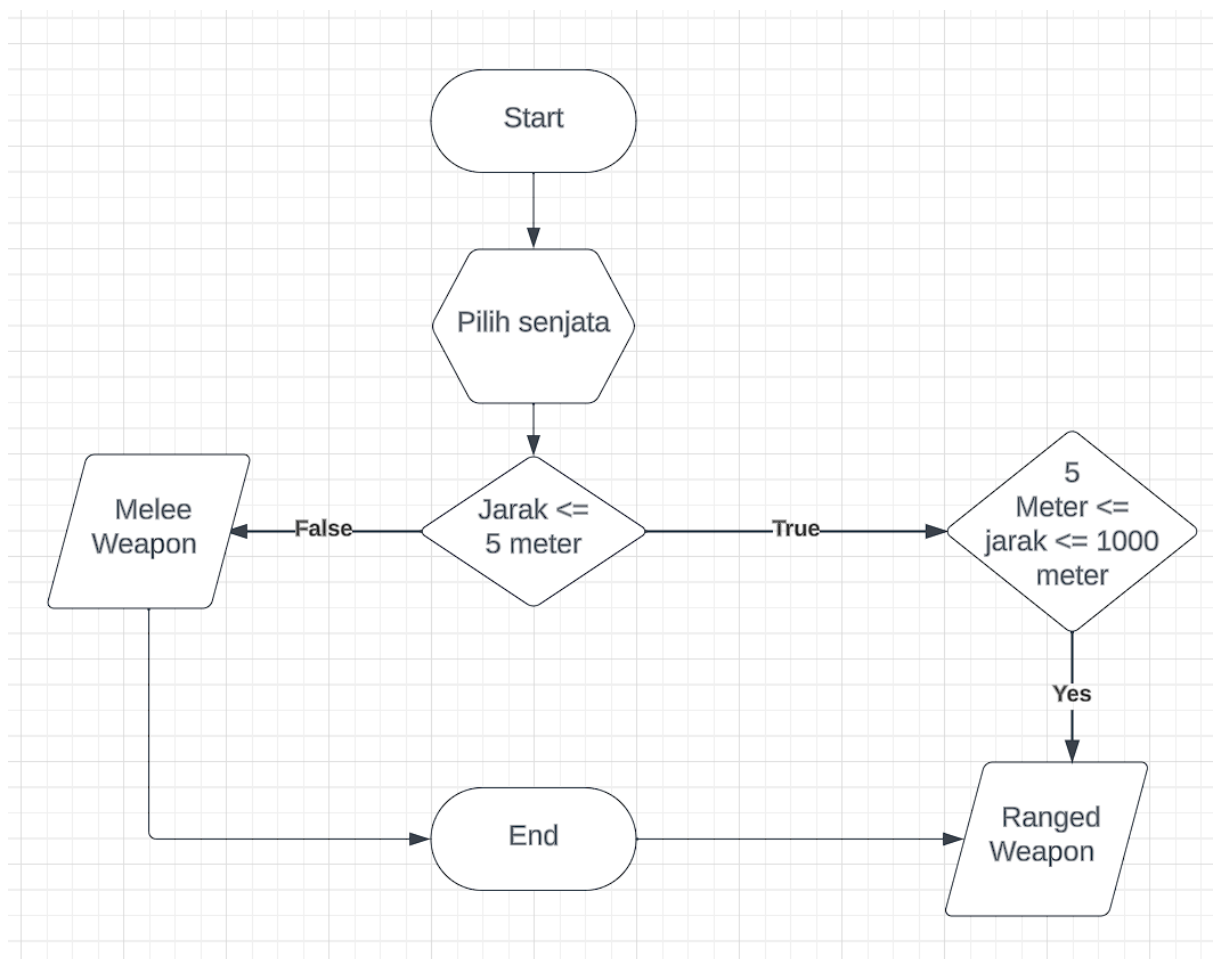 Start
Pilih senjata
Melee
Weapon
False
Jarak <=
5 meter
True
5
Meter <=
jarak <= 1000
meter
Yes
End
Ranged
Weapon